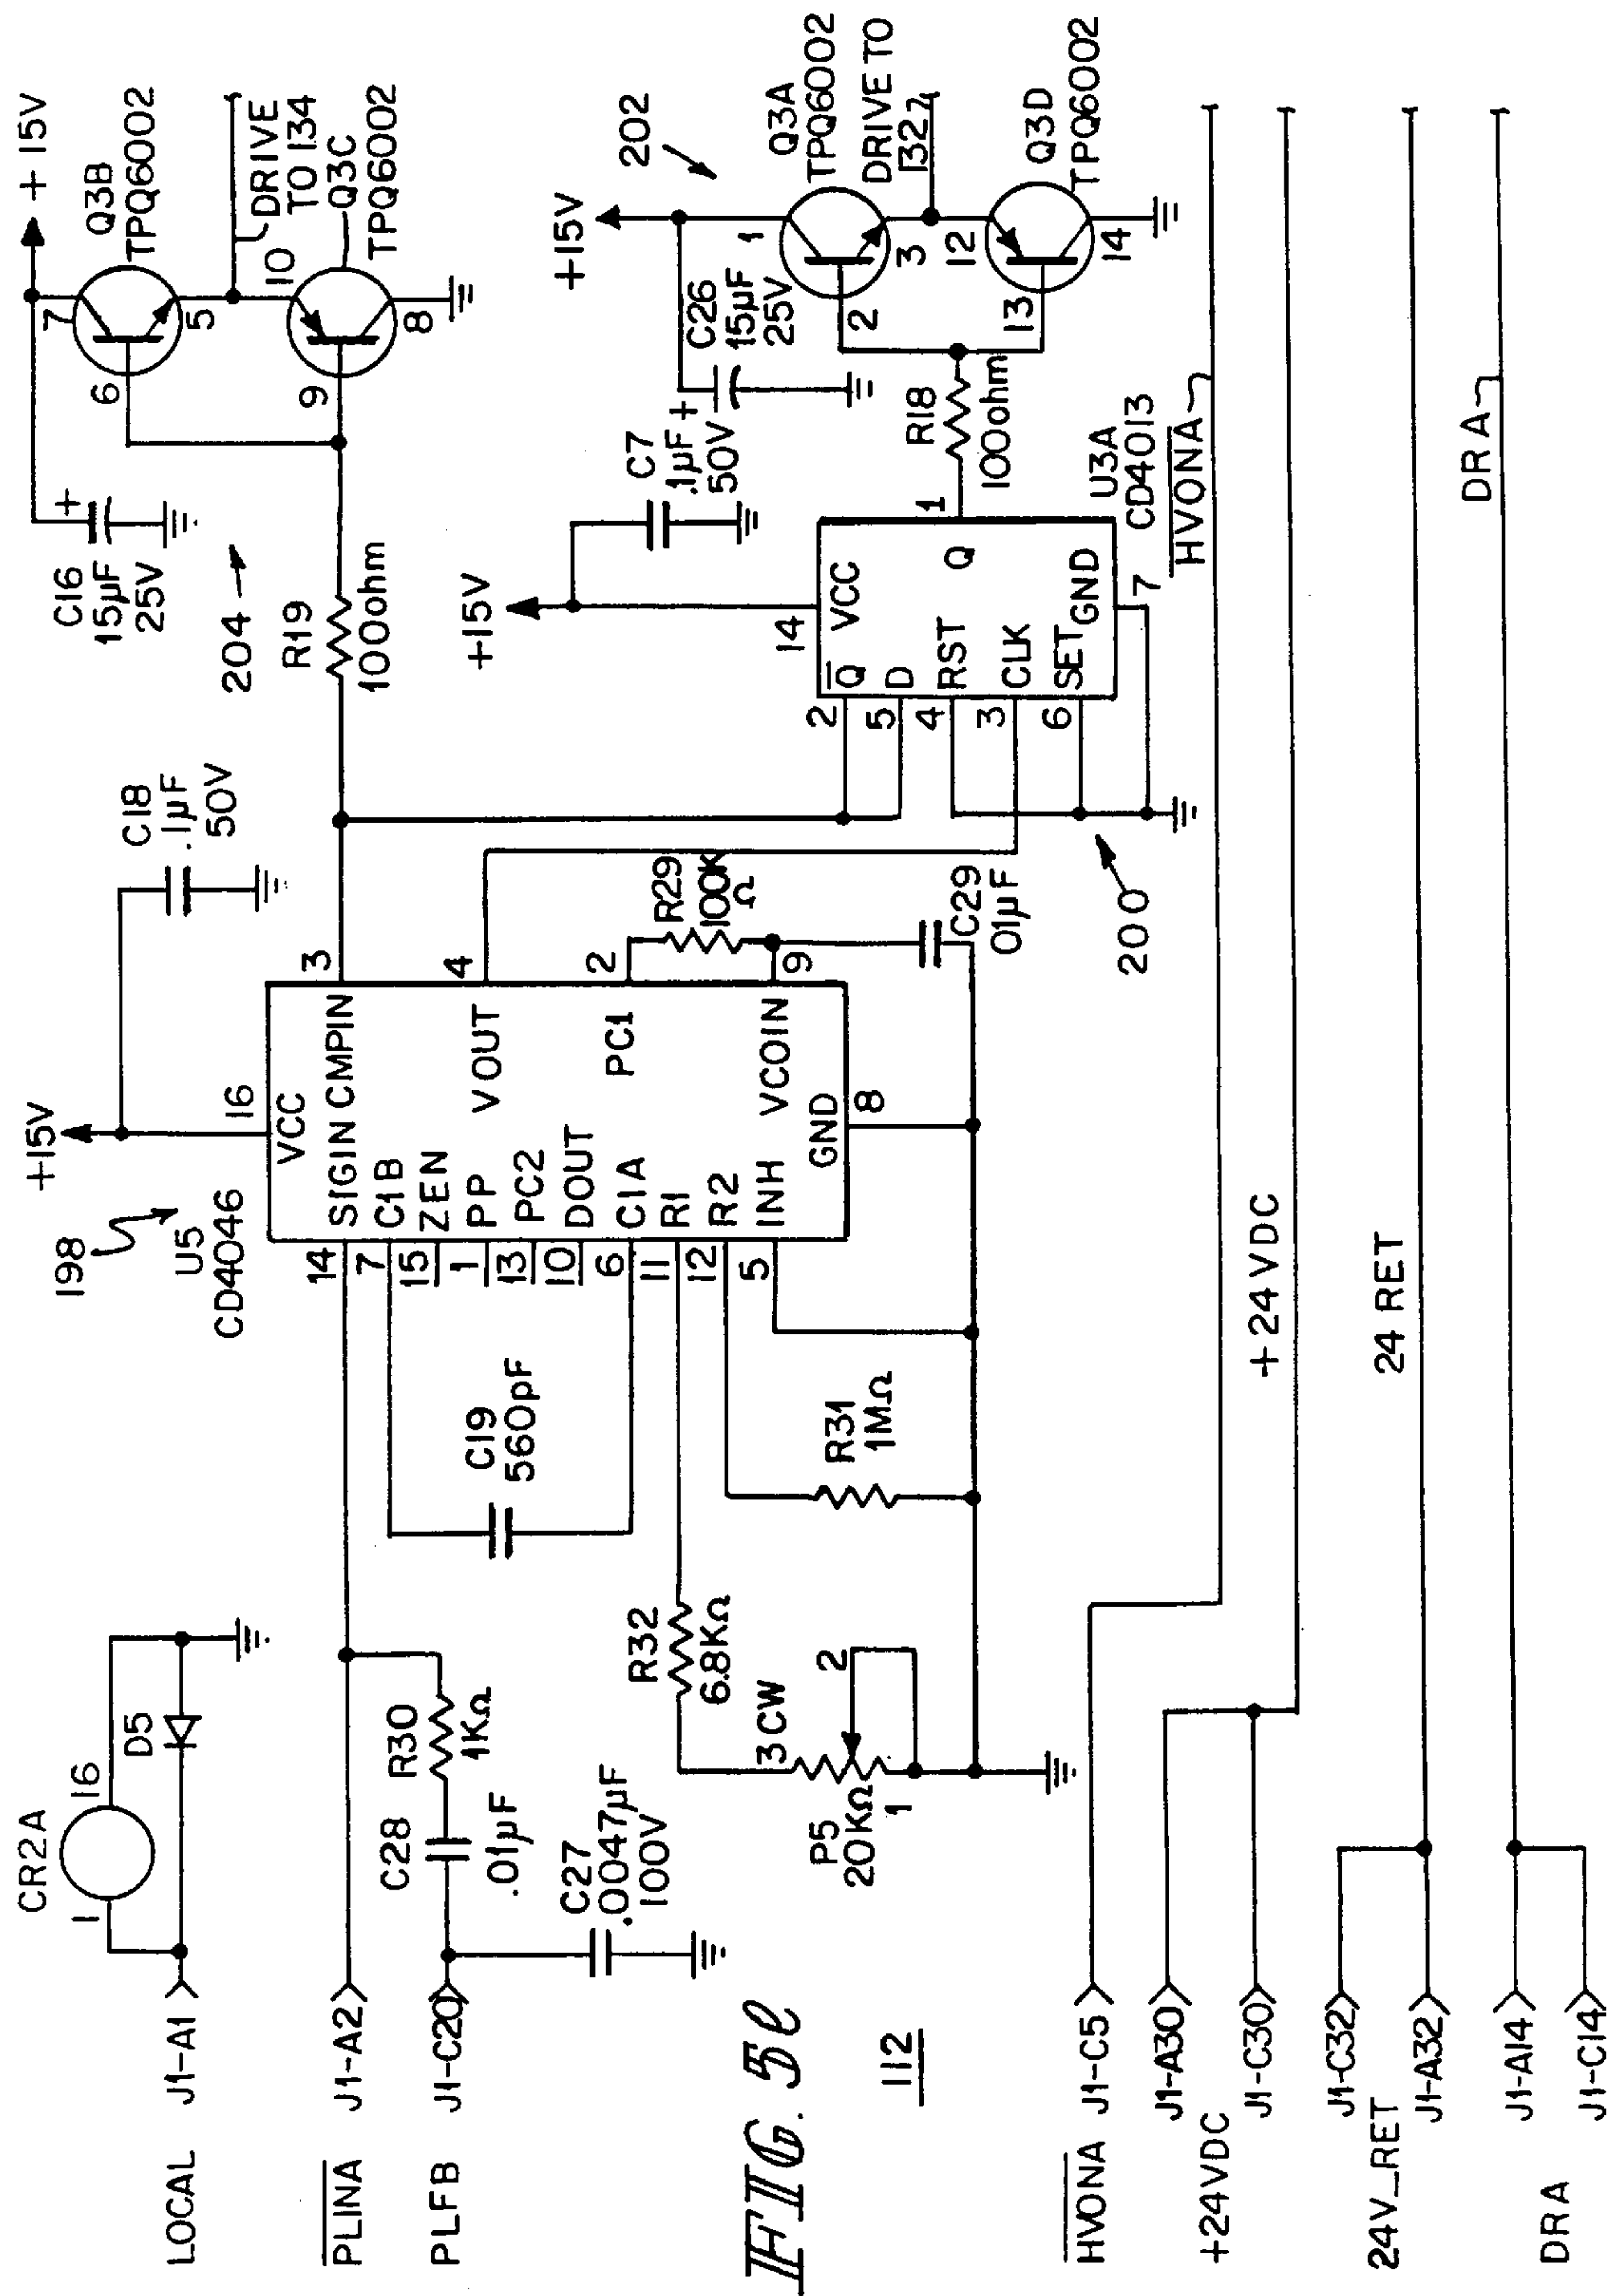 LOCAL J1-A1
CR2A
1
16
D5
PLINA J1-A2
PLFB J1-C20
C28
.01µF
R30
1KΩ
C27
.0047µF
100V
198
U5
CD4046
+15V
16
C18
.1µF
50V
VCC
14
SIGIN
CMPIN
3
7
C1B
15
ZEN
1
PP
VOUT
4
13
PC2
10
DOUT
6
C1A
PC1
2
11
R1
12
R2
5
INH
VCOIN
9
GND
8
C19
560pF
R32
6.8KΩ
3 CW
2
P5
20KΩ
1
R31
1MΩ
R29
100K
Ω
C29
.01µF
R19
100ohm
204
C16
15µF
25V
+
+15V
7
6
5
Q3B
TPQ6002
DRIVE
TO 134
10
9
8
Q3C
TPQ6002
+15V
C7
.1µF
50V
14
VCC
2
Q
5
D
4
RST
3
CLK
6
SET
GND
7
Q
1
U3A
CD4013
200
R18
100ohm
+15V
C26
15µF
25V
+
202
1
2
3
Q3A
TPQ6002
DRIVE TO
132
12
13
14
Q3D
TPQ6002
FIG. 5l
112
HVONA J1-C5
HVONA
+24VDC
J1-A30
J1-C30
+24VDC
24V_RET
J1-C32
J1-A32
24 RET
DRA
J1-A14
J1-C14
DRA